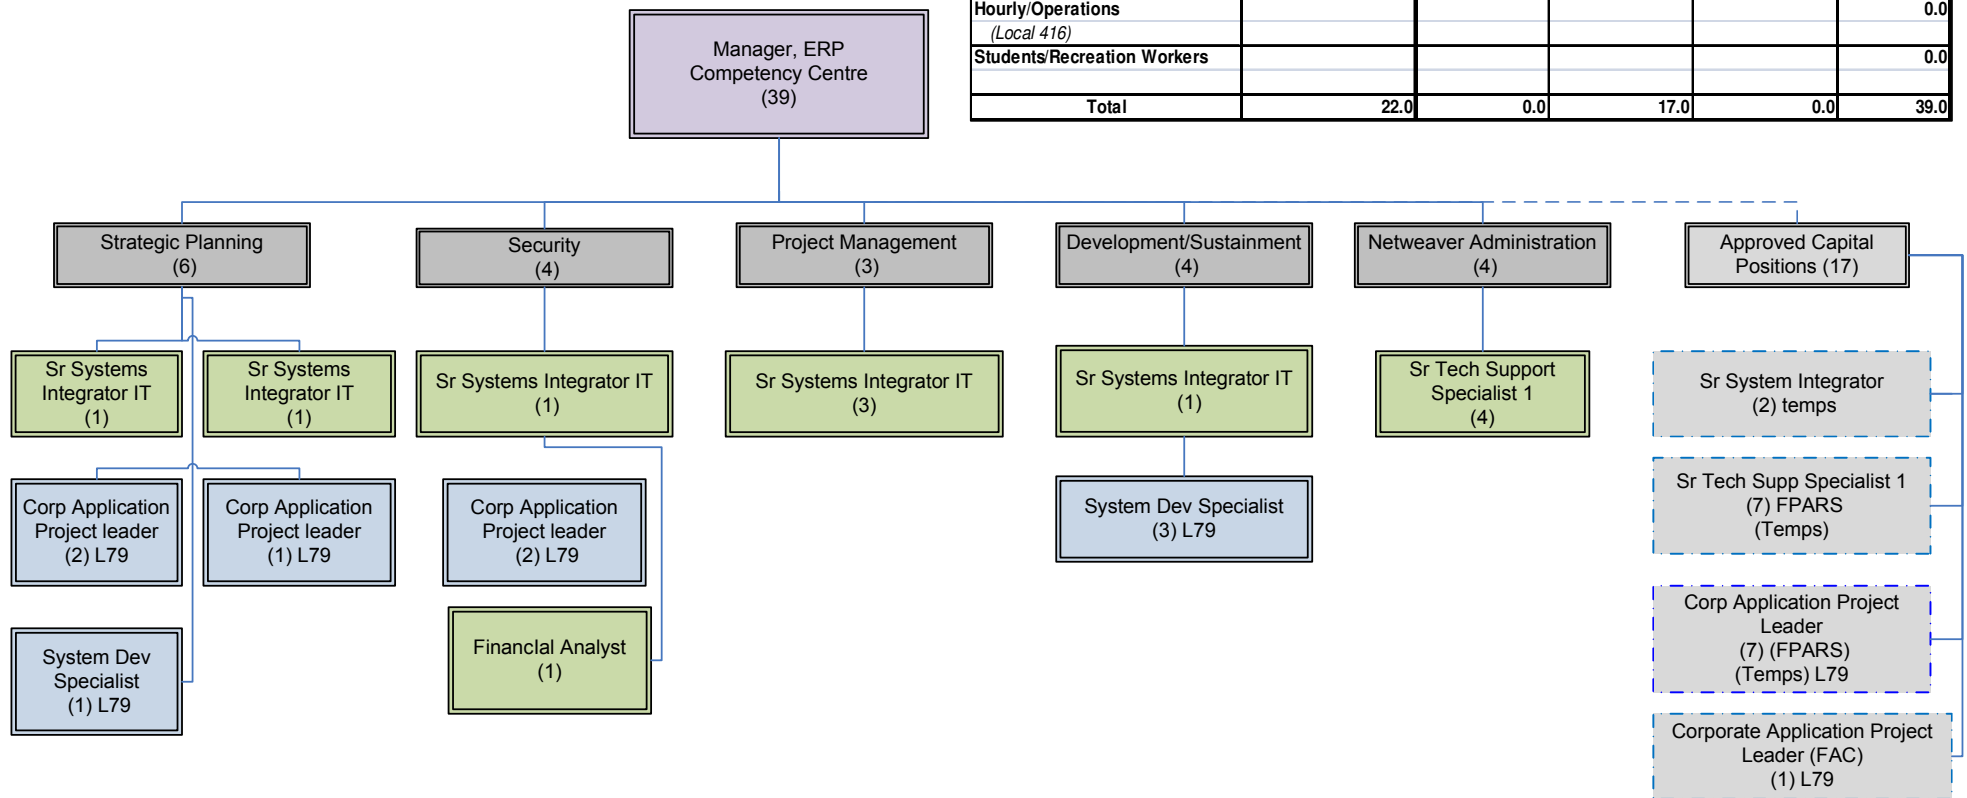 Hourly/Operations 0.0
(Local 416)
Students/Recreation Workers 0.0
Total 22.0 0.0 17.0 0.0 39.0
Manager, ERP
Competency Centre
(39)
Strategic Planning
(6)
Security
(4)
Project Management
(3)
Development/Sustainment
(4)
Netweaver Administration
(4)
Approved Capital
Positions (17)
Sr Systems
Integrator IT
(1)
Sr Systems
Integrator IT
(1)
Sr Systems Integrator IT
(1)
Sr Systems Integrator IT
(3)
Sr Systems Integrator IT
(1)
Sr Tech Support
Specialist 1
(4)
Sr System Integrator
(2) temps
Corp Application
Project leader
(2) L79
Corp Application
Project leader
(1) L79
Corp Application
Project leader
(2) L79
System Dev Specialist
(3) L79
Sr Tech Supp Specialist 1
(7) FPARS
(Temps)
System Dev
Specialist
(1) L79
Financlal Analyst
(1)
Corp Application Project
Leader
(7) (FPARS)
(Temps) L79
Corporate Application Project
Leader (FAC)
(1) L79